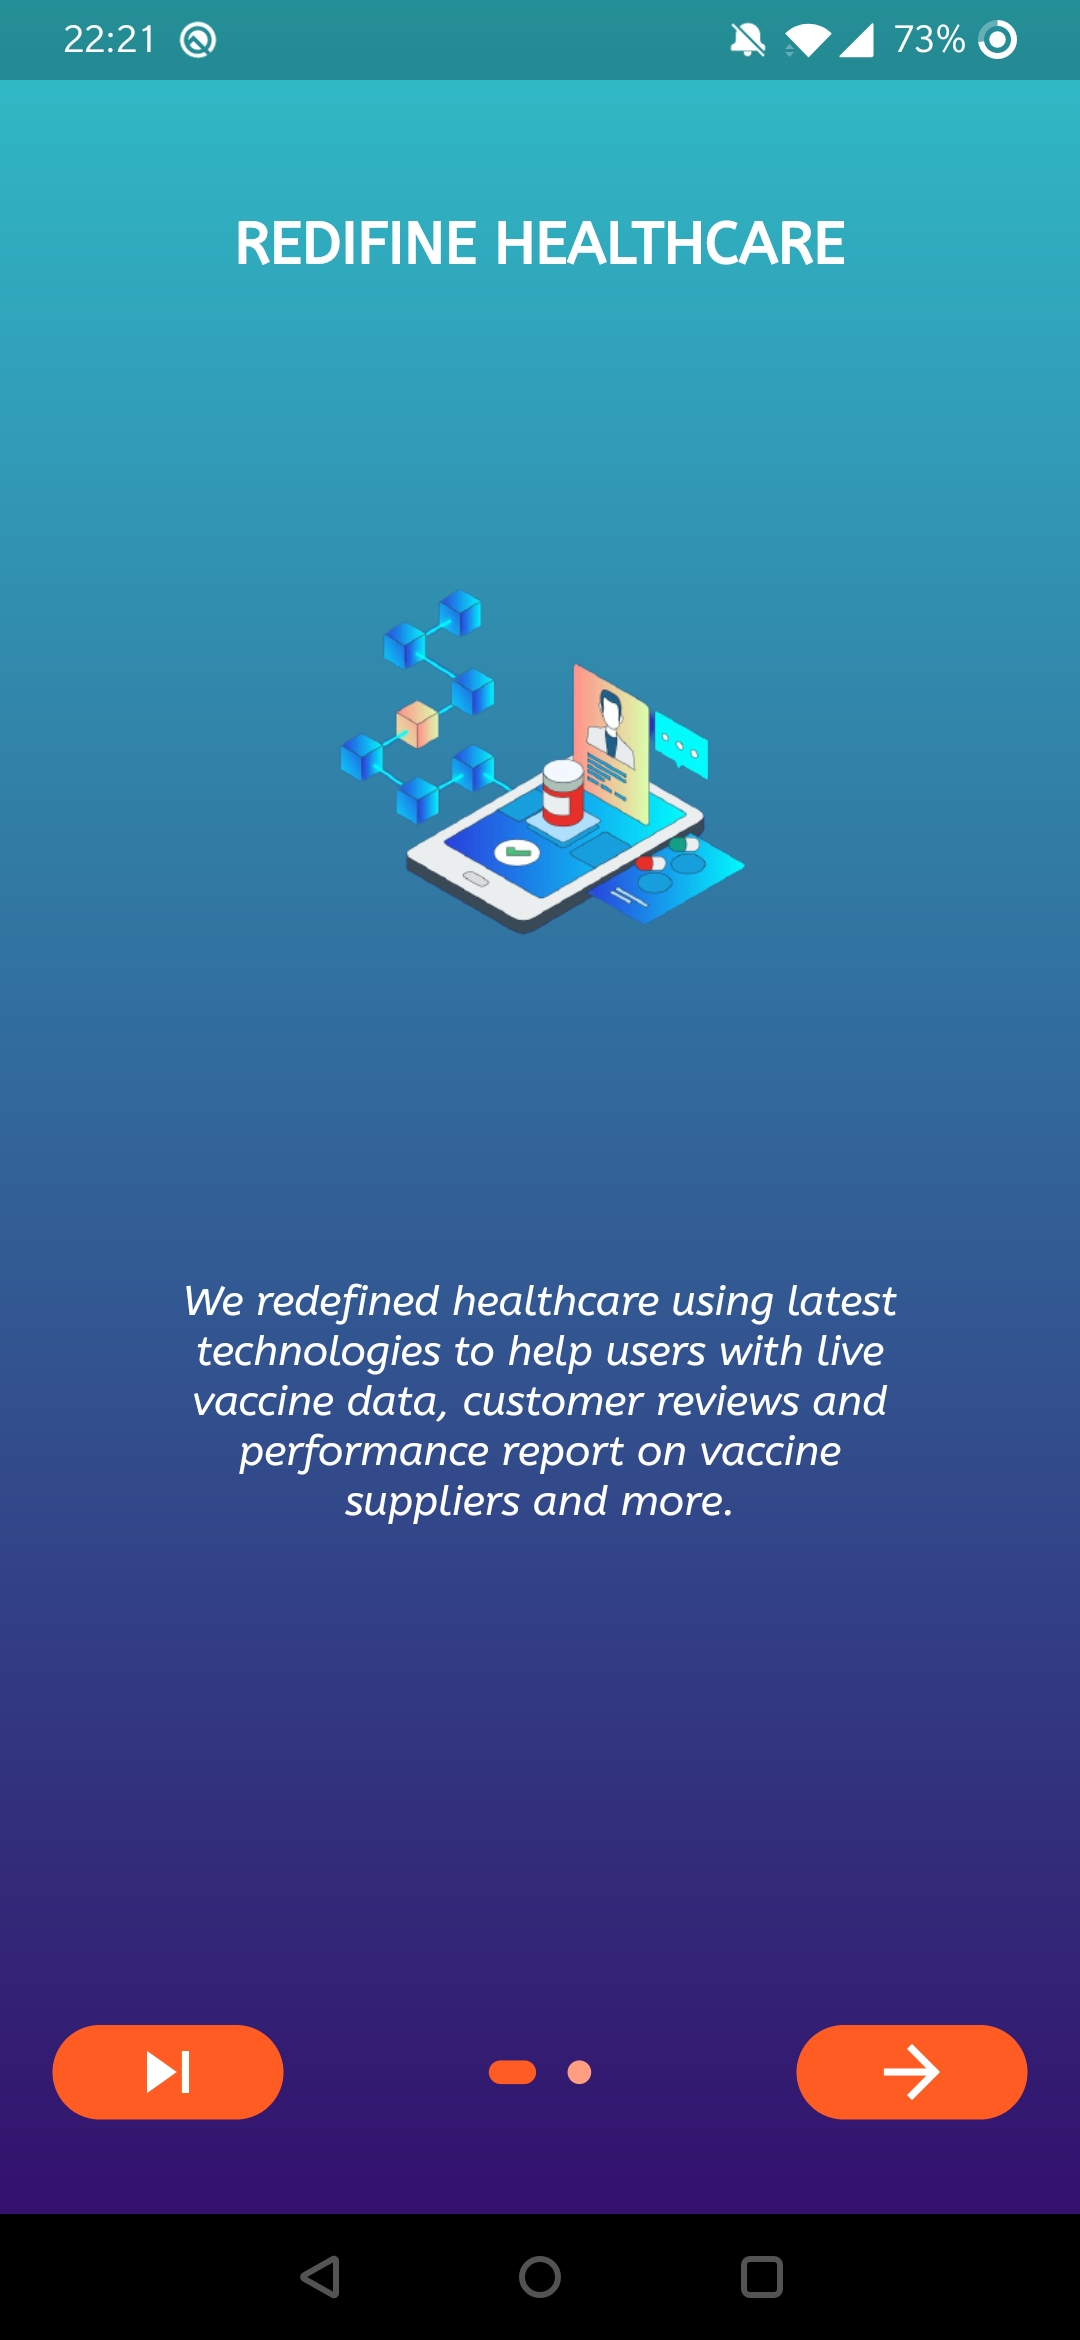 22:21
73%
REDIFINE HEALTHCARE
We redefined healthcare using latest
technologies to help users with live
vaccine data, customer reviews and
performance report on vaccine
suppliers and more.